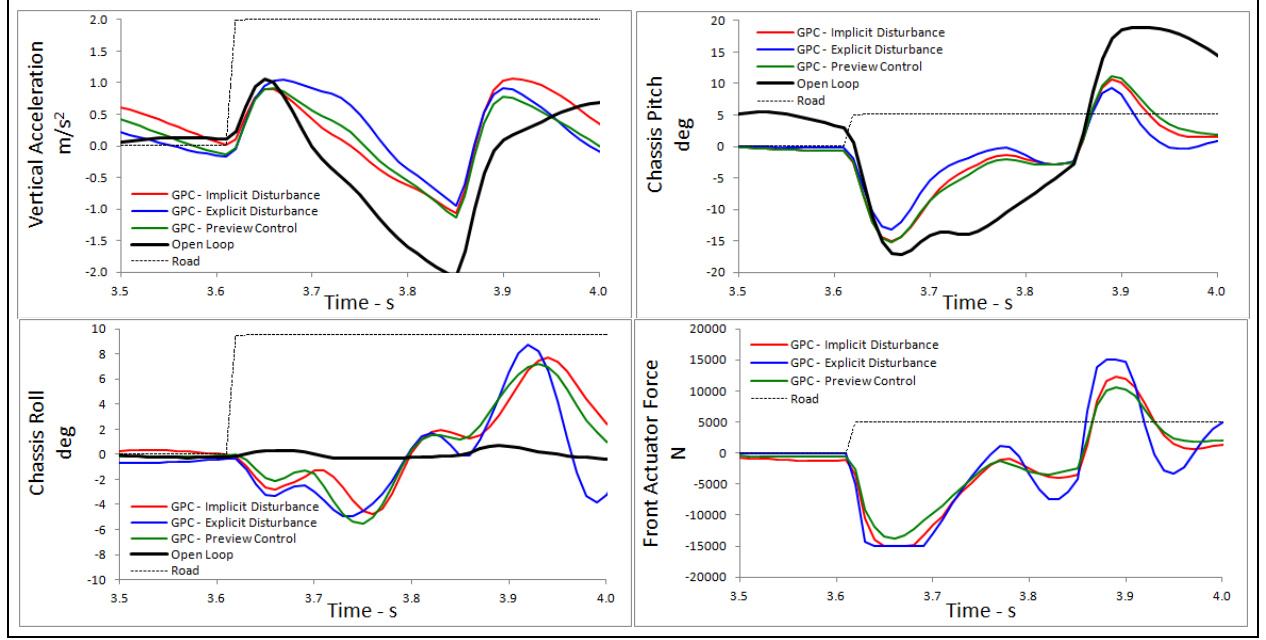 Vertical Acceleration
m/s²
2.0
1.5
1.0
0.5
0.0
-0.5
-1.0
-1.5
-2.0
GPC - Implicit Disturbance
GPC - Explicit Disturbance
GPC - Preview Control
Open Loop
Road
3.5
3.6
3.7
3.8
3.9
4.0
Time - s
Chassis Pitch
deg
20
15
10
5
0
-5
-10
-15
-20
GPC - Implicit Disturbance
GPC - Explicit Disturbance
GPC - Preview Control
Open Loop
Road
3.5
3.6
3.7
3.8
3.9
4.0
Time - s
Chassis Roll
deg
10
8
6
4
2
0
-2
-4
-6
-8
-10
GPC - Implicit Disturbance
GPC - Explicit Disturbance
GPC - Preview Control
Open Loop
Road
3.5
3.6
3.7
3.8
3.9
4.0
Time - s
Front Actuator Force
N
20000
15000
10000
5000
0
-5000
-10000
-15000
-20000
GPC - Implicit Disturbance
GPC - Explicit Disturbance
GPC - Preview Control
Road
3.5
3.6
3.7
3.8
3.9
4.0
Time - s